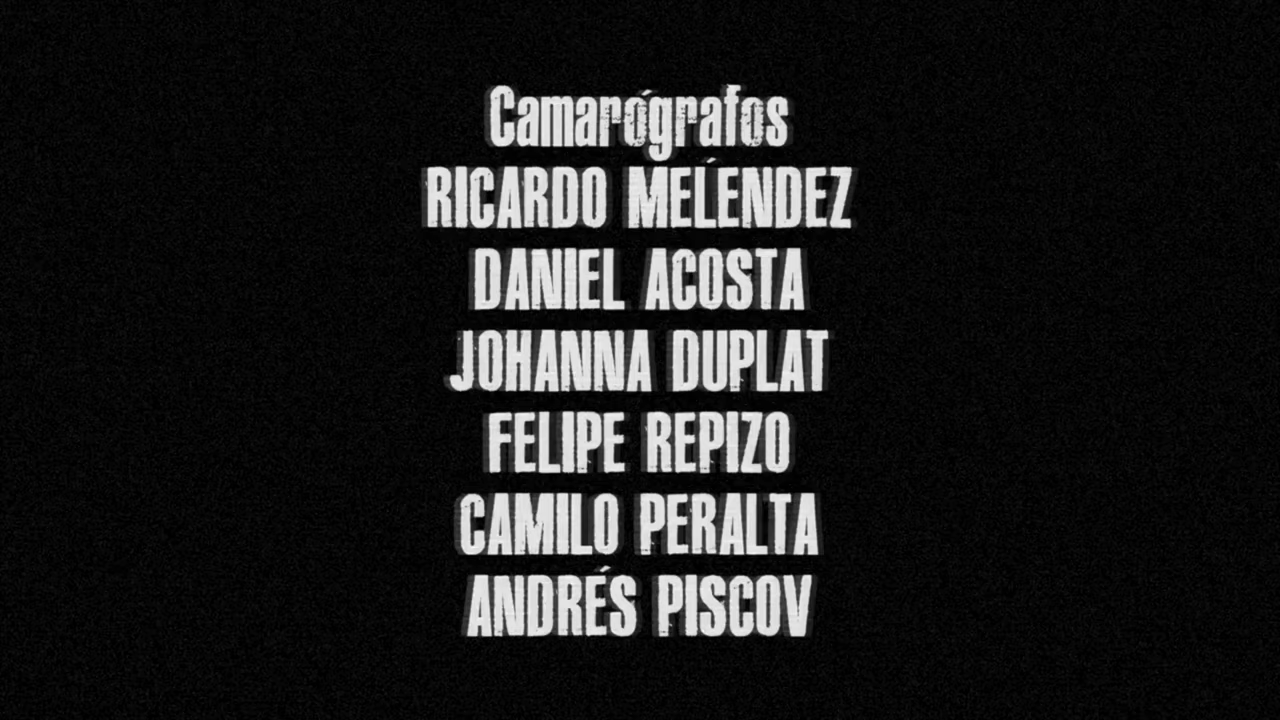 Camarógrafos
RICARDO MELÉNDEZ
DANIEL ACOSTA
JOHANNA DUPLAT
FELIPE REPIZO
CAMILO PERALTA
ANDRÉS PISCOV